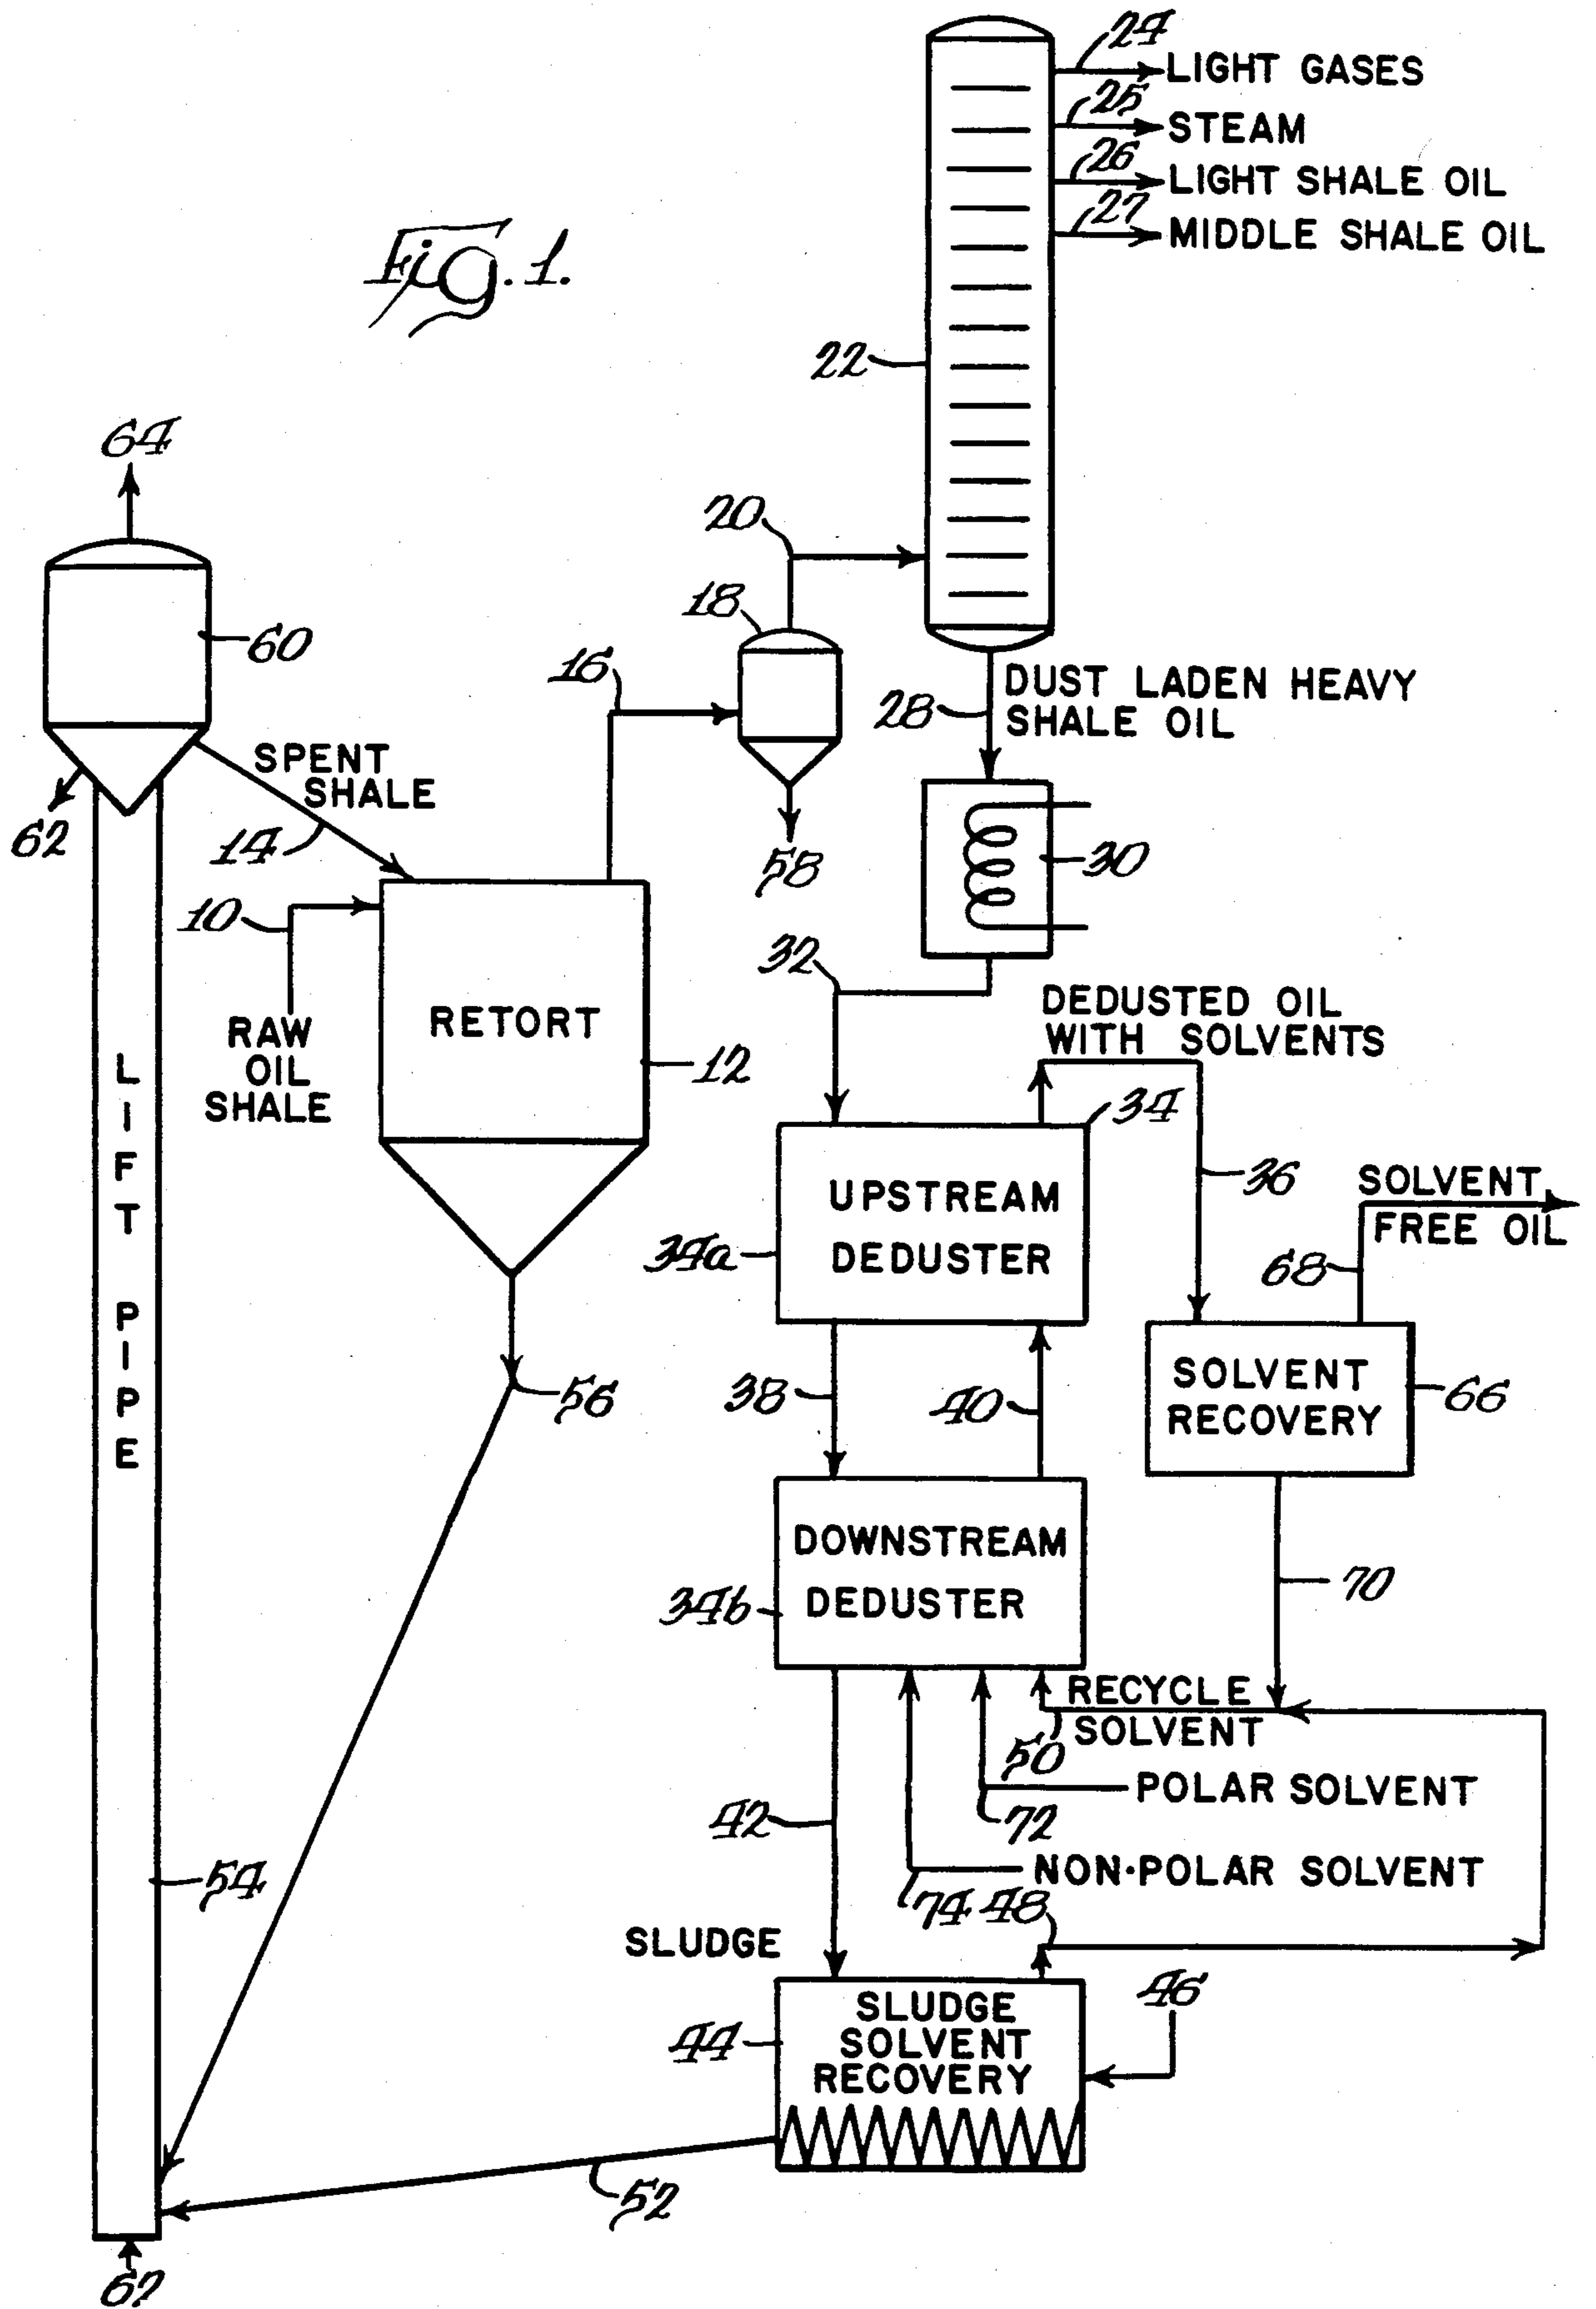 24
LIGHT GASES
25
STEAM
26
LIGHT SHALE OIL
27
MIDDLE SHALE OIL
Fig. 1.
22
64
20
18
60
16
28
DUST LADEN HEAVY
SHALE OIL
SPENT
SHALE
62
14
58
30
10
32
RAW
OIL
SHALE
RETORT
12
DEDUSTED OIL
WITH SOLVENTS
34
LIFT PIPE
UPSTREAM
DEDUSTER
34a
36
SOLVENT
FREE OIL
68
38
40
56
SOLVENT
RECOVERY
66
DOWNSTREAM
DEDUSTER
34b
70
RECYCLE
SOLVENT
50
POLAR SOLVENT
72
42
NON-POLAR SOLVENT
74
48
54
SLUDGE
46
SLUDGE
SOLVENT
RECOVERY
44
52
62